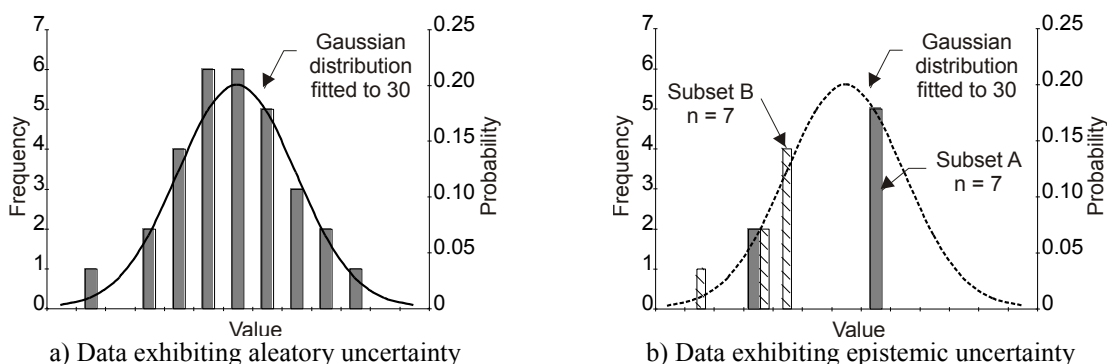 7
6
5
4
3
2
1
0
Frequency
Gaussian
distribution
fitted to 30
0.25
0.20
0.15
0.10
0.05
0
Probability
Value
a) Data exhibiting aleatory uncertainty
7
6
5
4
3
2
1
0
Frequency
Subset B
n = 7
Gaussian
distribution
fitted to 30
Subset A
n = 7
0.25
0.20
0.15
0.10
0.05
0
Probability
Value
b) Data exhibiting epistemic uncertainty